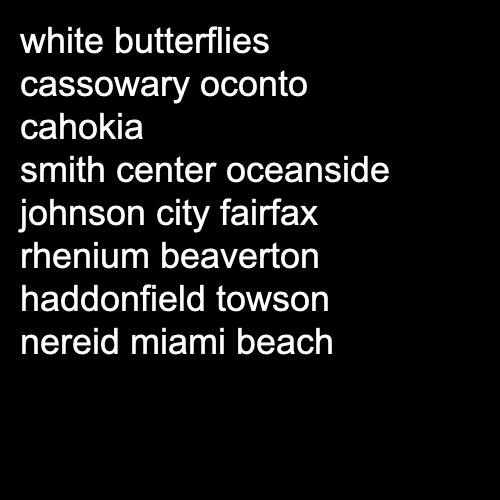 white butterflies
cassowary oconto
cahokia
smith center oceanside
johnson city fairfax
rhenium beaverton
haddonfield towson
nereid miami beach